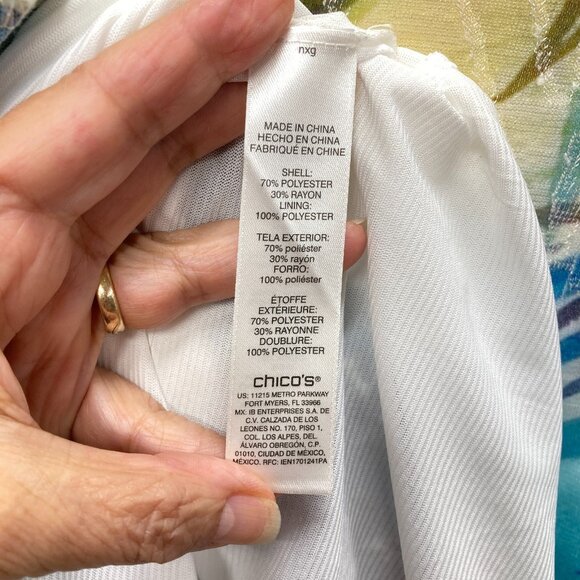 nxg
MADE IN CHINA
HECHO EN CHINA
FABRIQUÉ EN CHINE
SHELL:
70% POLYESTER
30% RAYON
LINING:
100% POLYESTER
TELA EXTERIOR:
70% poliéster
30% rayón
FORRO:
100% poliéster
ÉTOFFE
EXTÉRIEURE:
70% POLYESTER
30% RAYONNE
DOUBLURE:
100% POLYESTER
chico's®
US: 11215 METRO PARKWAY
FORT MYERS, FL 33966
MX: IB ENTERPRISES S.A. DE
C.V. CALZADA DE LOS
LEONES NO. 170, PISO 1,
COL. LOS ALPES, DEL.
ÁLVARO OBREGÓN, C.P.
01010, CIUDAD DE MÉXICO,
MÉXICO. RFC: IEN1701241PA